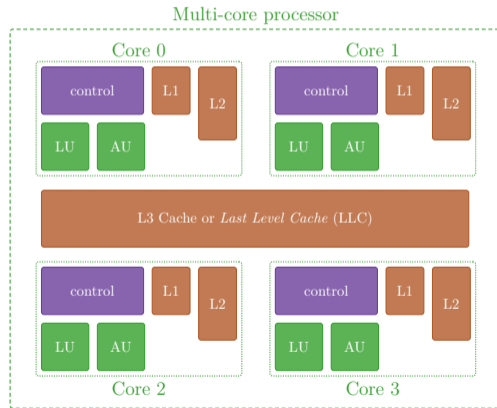 Multi-core processor
Core 0
control
L1
L2
LU
AU
Core 1
control
L1
L2
LU
AU
L3 Cache or Last Level Cache (LLC)
control
L1
L2
LU
AU
Core 2
control
L1
L2
LU
AU
Core 3